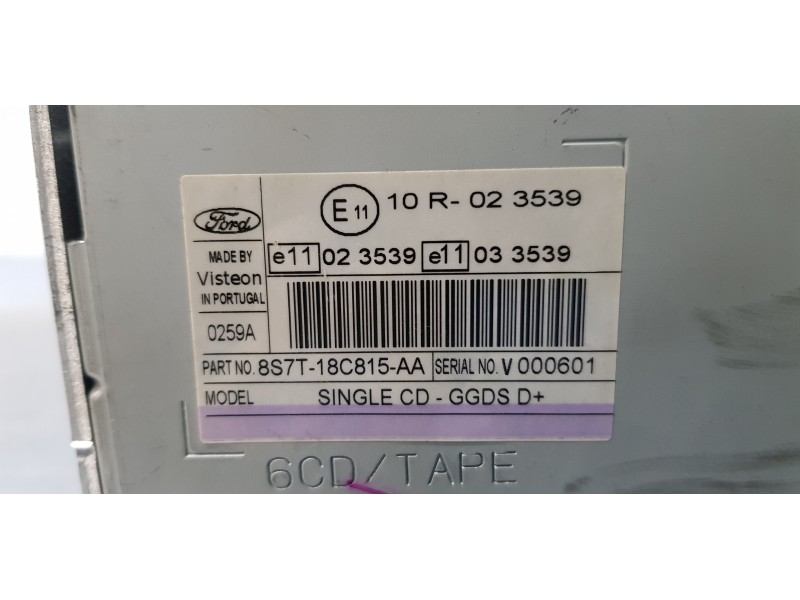 Ford
E 11 10 R- 02 3539
MADE BY
Visteon
IN PORTUGAL
e11 02 3539 e11 03 3539
0259A
PART NO. 8S7T-18C815-AA SERIAL NO. V 000601
MODEL SINGLE CD - GGDS D+
6CD/TAPE